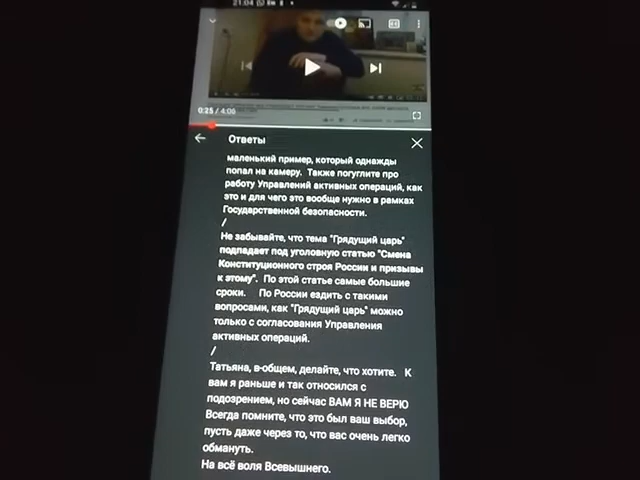 21:04
0:25 / 4:06
Ответы
маленький пример, который однажды
попал на камеру. Также погуглите про
работу Управлений активных операций, как
это и для чего это вообще нужно в рамках
Государственной безопасности.
/
Не забывайте, что тема "Грядущий царь"
подпадает под уголовную статью "Смена
Конституционного строя России и призывы
к этому". По этой статье самые большие
сроки. По России ездить с такими
вопросами, как "Грядущий царь" можно
только с согласования Управления
активных операций.
/
Татьяна, в-общем, делайте, что хотите. К
вам я раньше и так относился с
подозрением, но сейчас ВАМ Я НЕ ВЕРЮ
Всегда помните, что это был ваш выбор,
пусть даже через то, что вас очень легко
обмануть.
На всё воля Всевышнего.